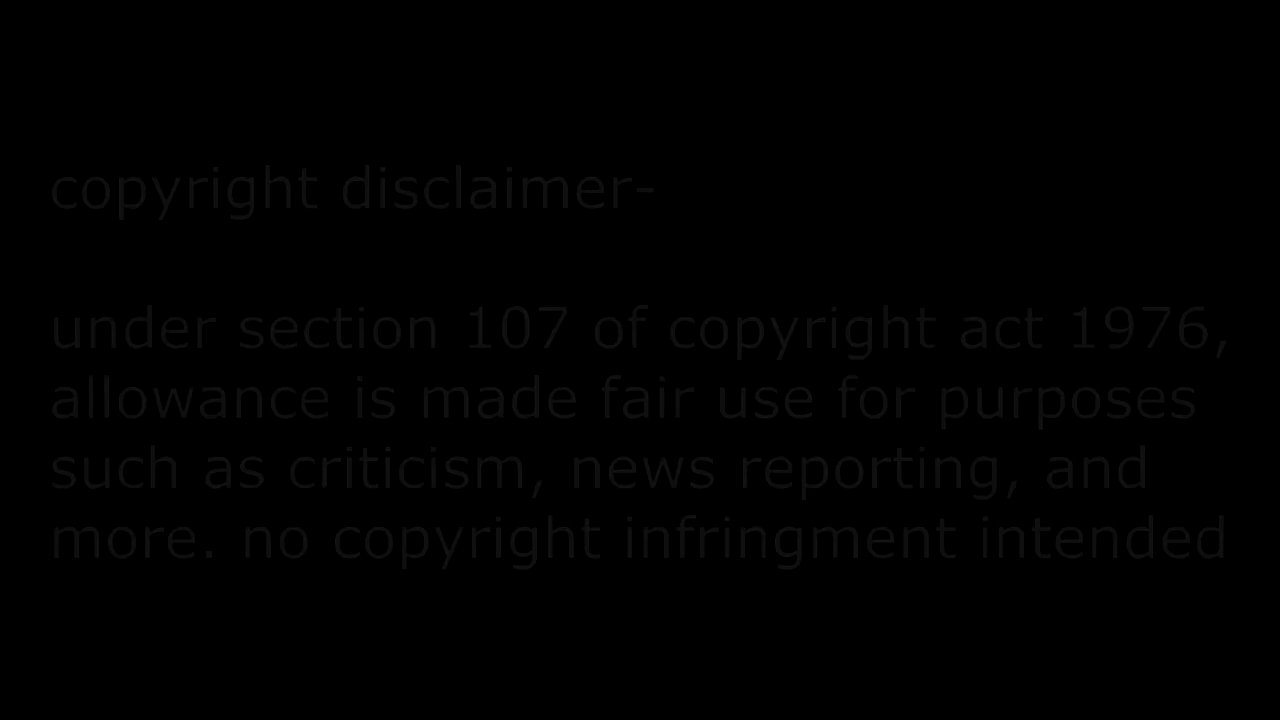 copyright disclaimer-
under section 107 of copyright act 1976,
allowance is made fair use for purposes
such as criticism, news reporting, and
more. no copyright infringment intended